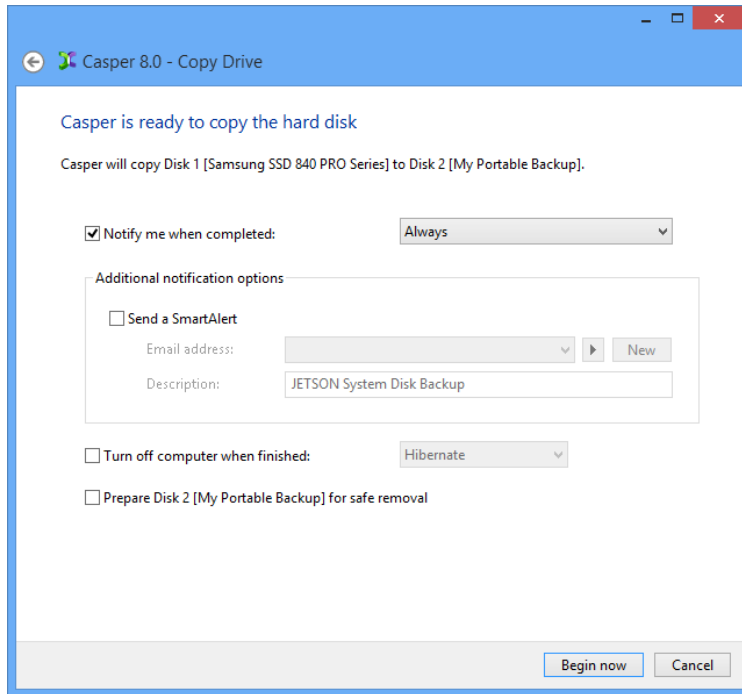 Casper 8.0 - Copy Drive
Casper is ready to copy the hard disk
Casper will copy Disk 1 [Samsung SSD 840 PRO Series] to Disk 2 [My Portable Backup].
Notify me when completed: Always
Additional notification options
Send a SmartAlert
Email address: New
Description: JETSON System Disk Backup
Turn off computer when finished: Hibernate
Prepare Disk 2 [My Portable Backup] for safe removal
Begin now Cancel